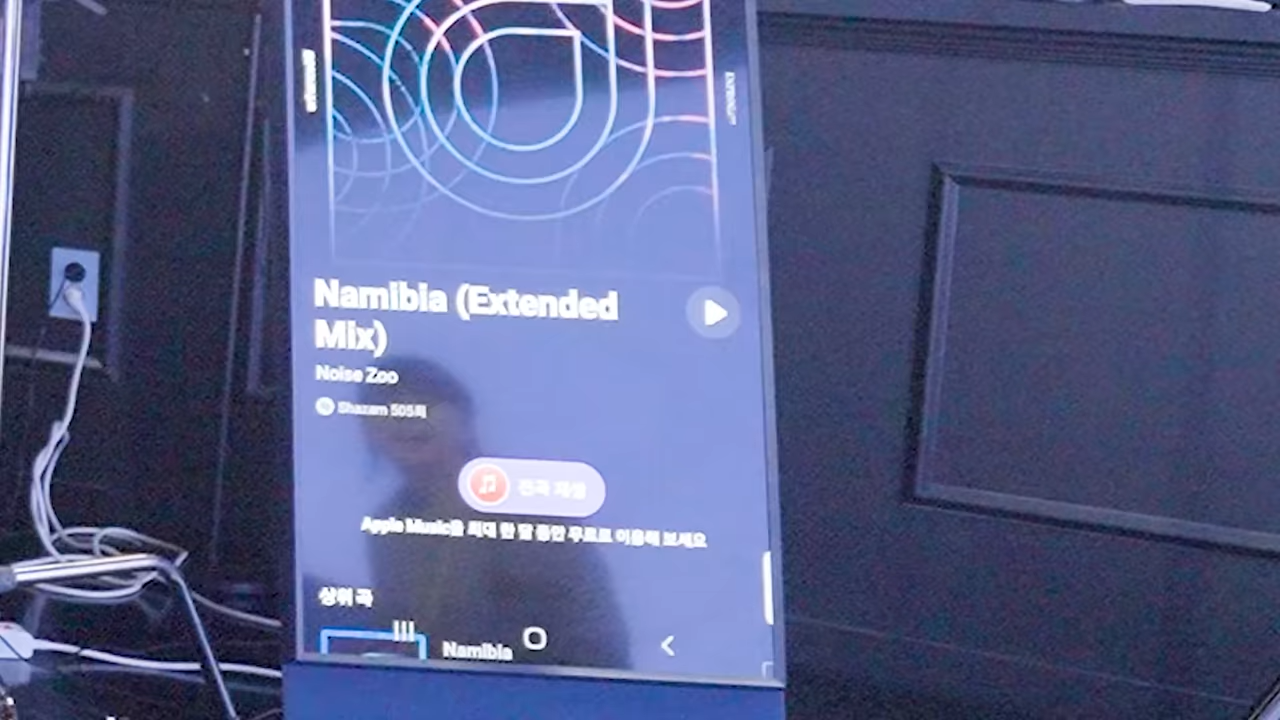 Namibia (Extended
Mix)
Noise Zoo
Shazam 505회
전곡 재생
Apple Music을 최대 한 달 동안 무료로 이용해 보세요
상위 곡
Namibia